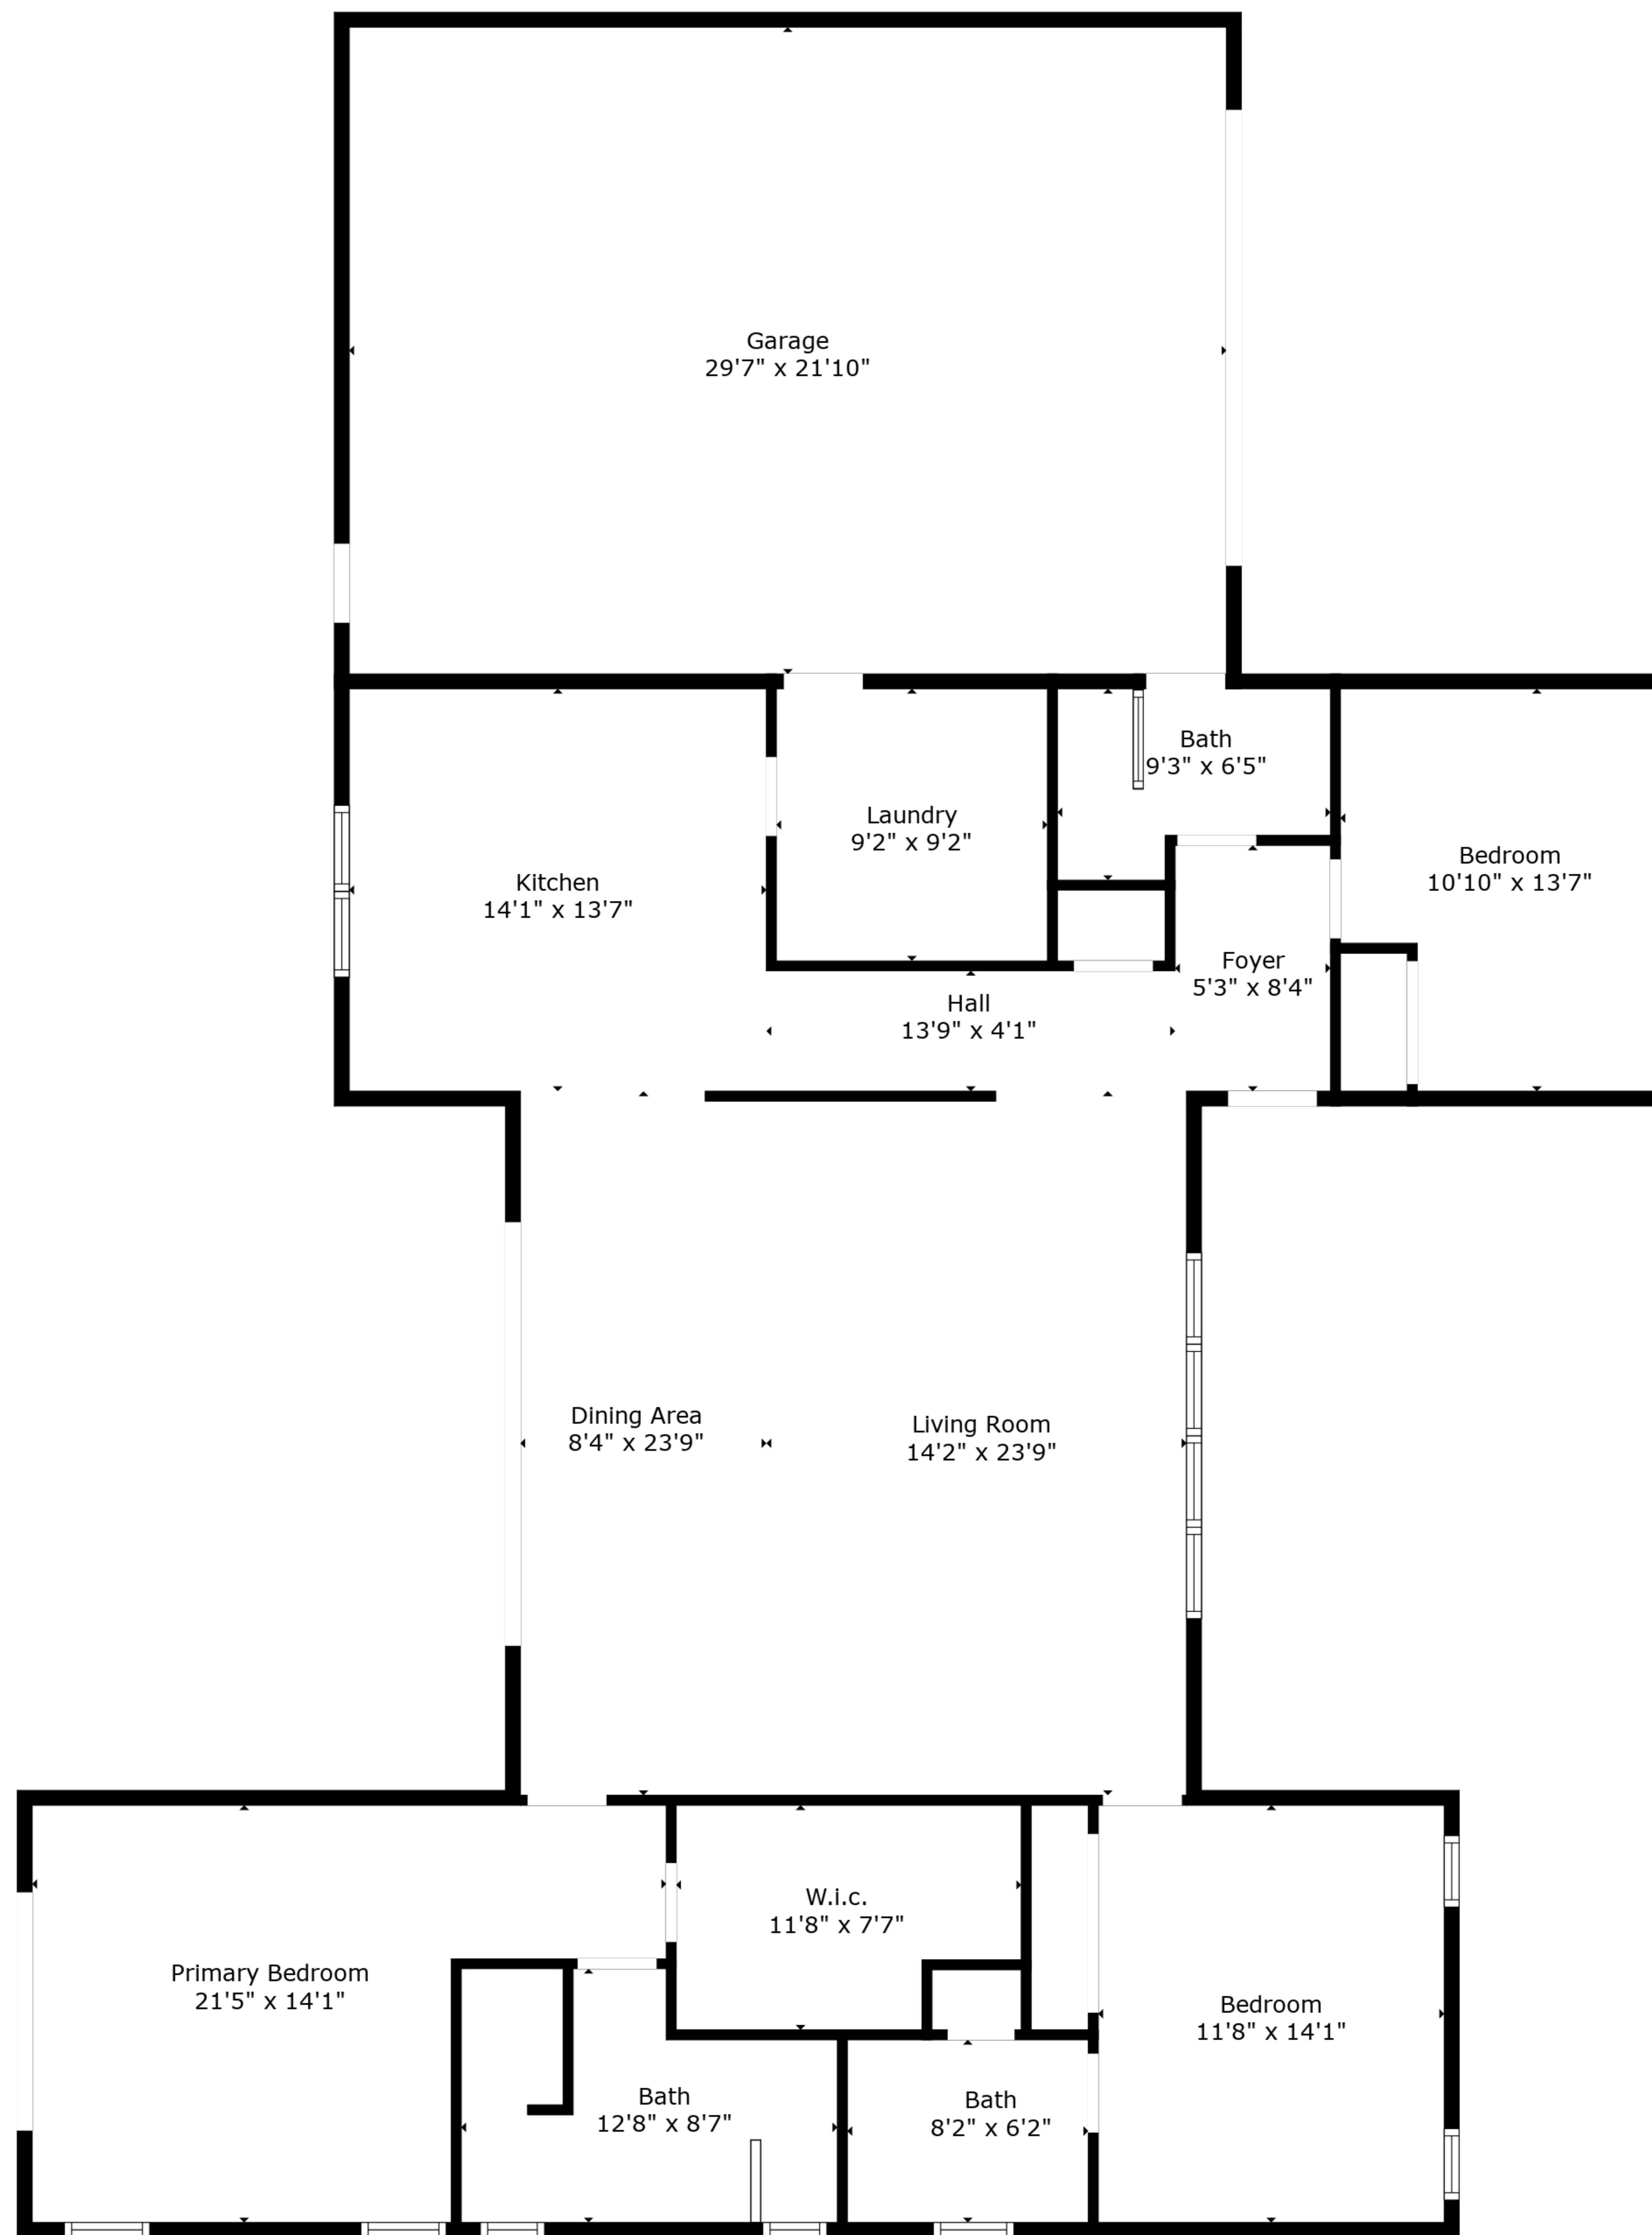 Garage
29'7" x 21'10"
Bath
9'3" x 6'5"
Laundry
9'2" x 9'2"
Bedroom
10'10" x 13'7"
Kitchen
14'1" x 13'7"
Foyer
5'3" x 8'4"
Hall
13'9" x 4'1"
Dining Area
8'4" x 23'9"
Living Room
14'2" x 23'9"
W.i.c.
11'8" x 7'7"
Primary Bedroom
21'5" x 14'1"
Bedroom
11'8" x 14'1"
Bath
12'8" x 8'7"
Bath
8'2" x 6'2"